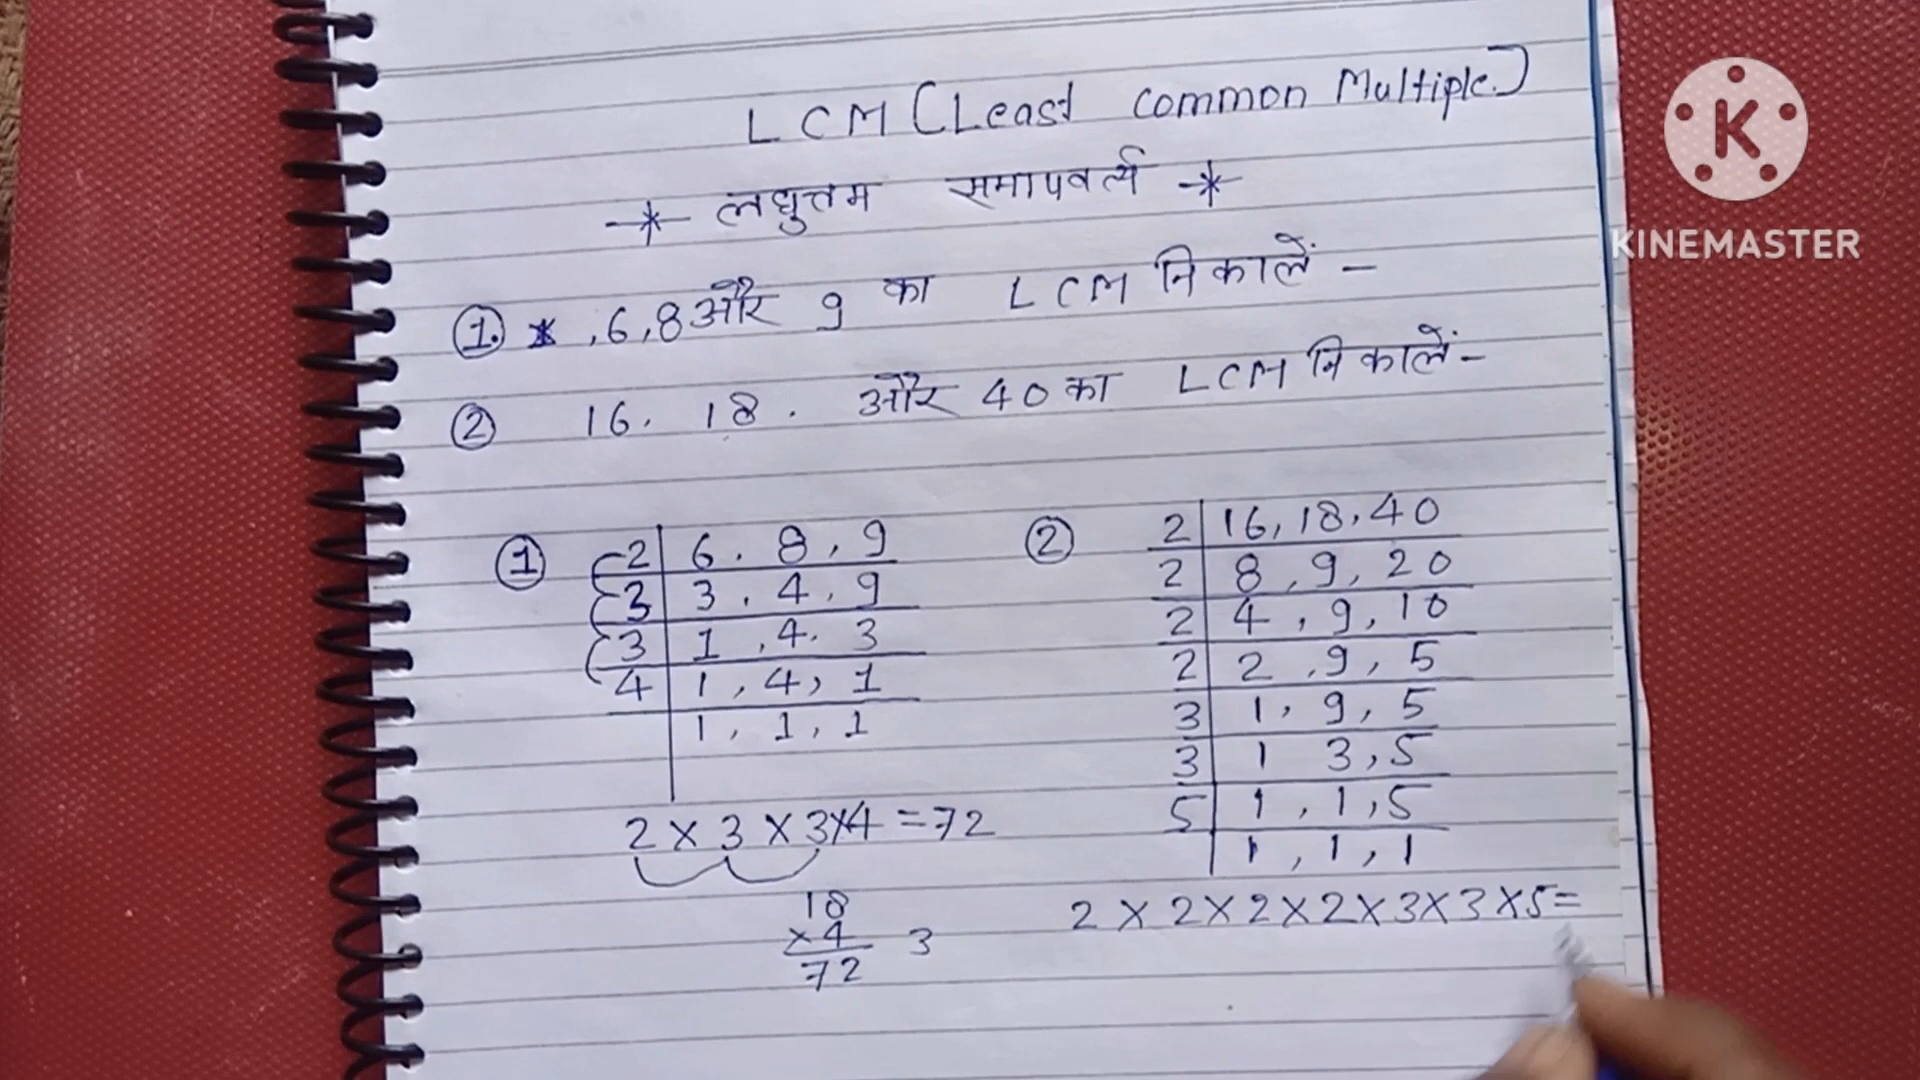 LCM (Least common Multiple.)
K
KINEMASTER
-*- लघुत्तम समापवर्त्य -*-
1. * ,6,8 और 9 का LCM निकालें -
2 16. 18. और 40 का LCM निकालें -
1
2 | 6. 8, 9
3 | 3. 4. 9
3 | 1, 4. 3
4 | 1, 4, 1
1, 1, 1
2 X 3 X 3X4 = 72
18
X 4
72
3
2
2 | 16, 18, 40
2 | 8, 9, 20
2 | 4, 9, 10
2 | 2, 9, 5
3 | 1, 9, 5
3 | 1 3, 5
5 | 1, 1, 5
1, 1, 1
2 X 2 X 2 X 2 X 3 X 3 X 5 =